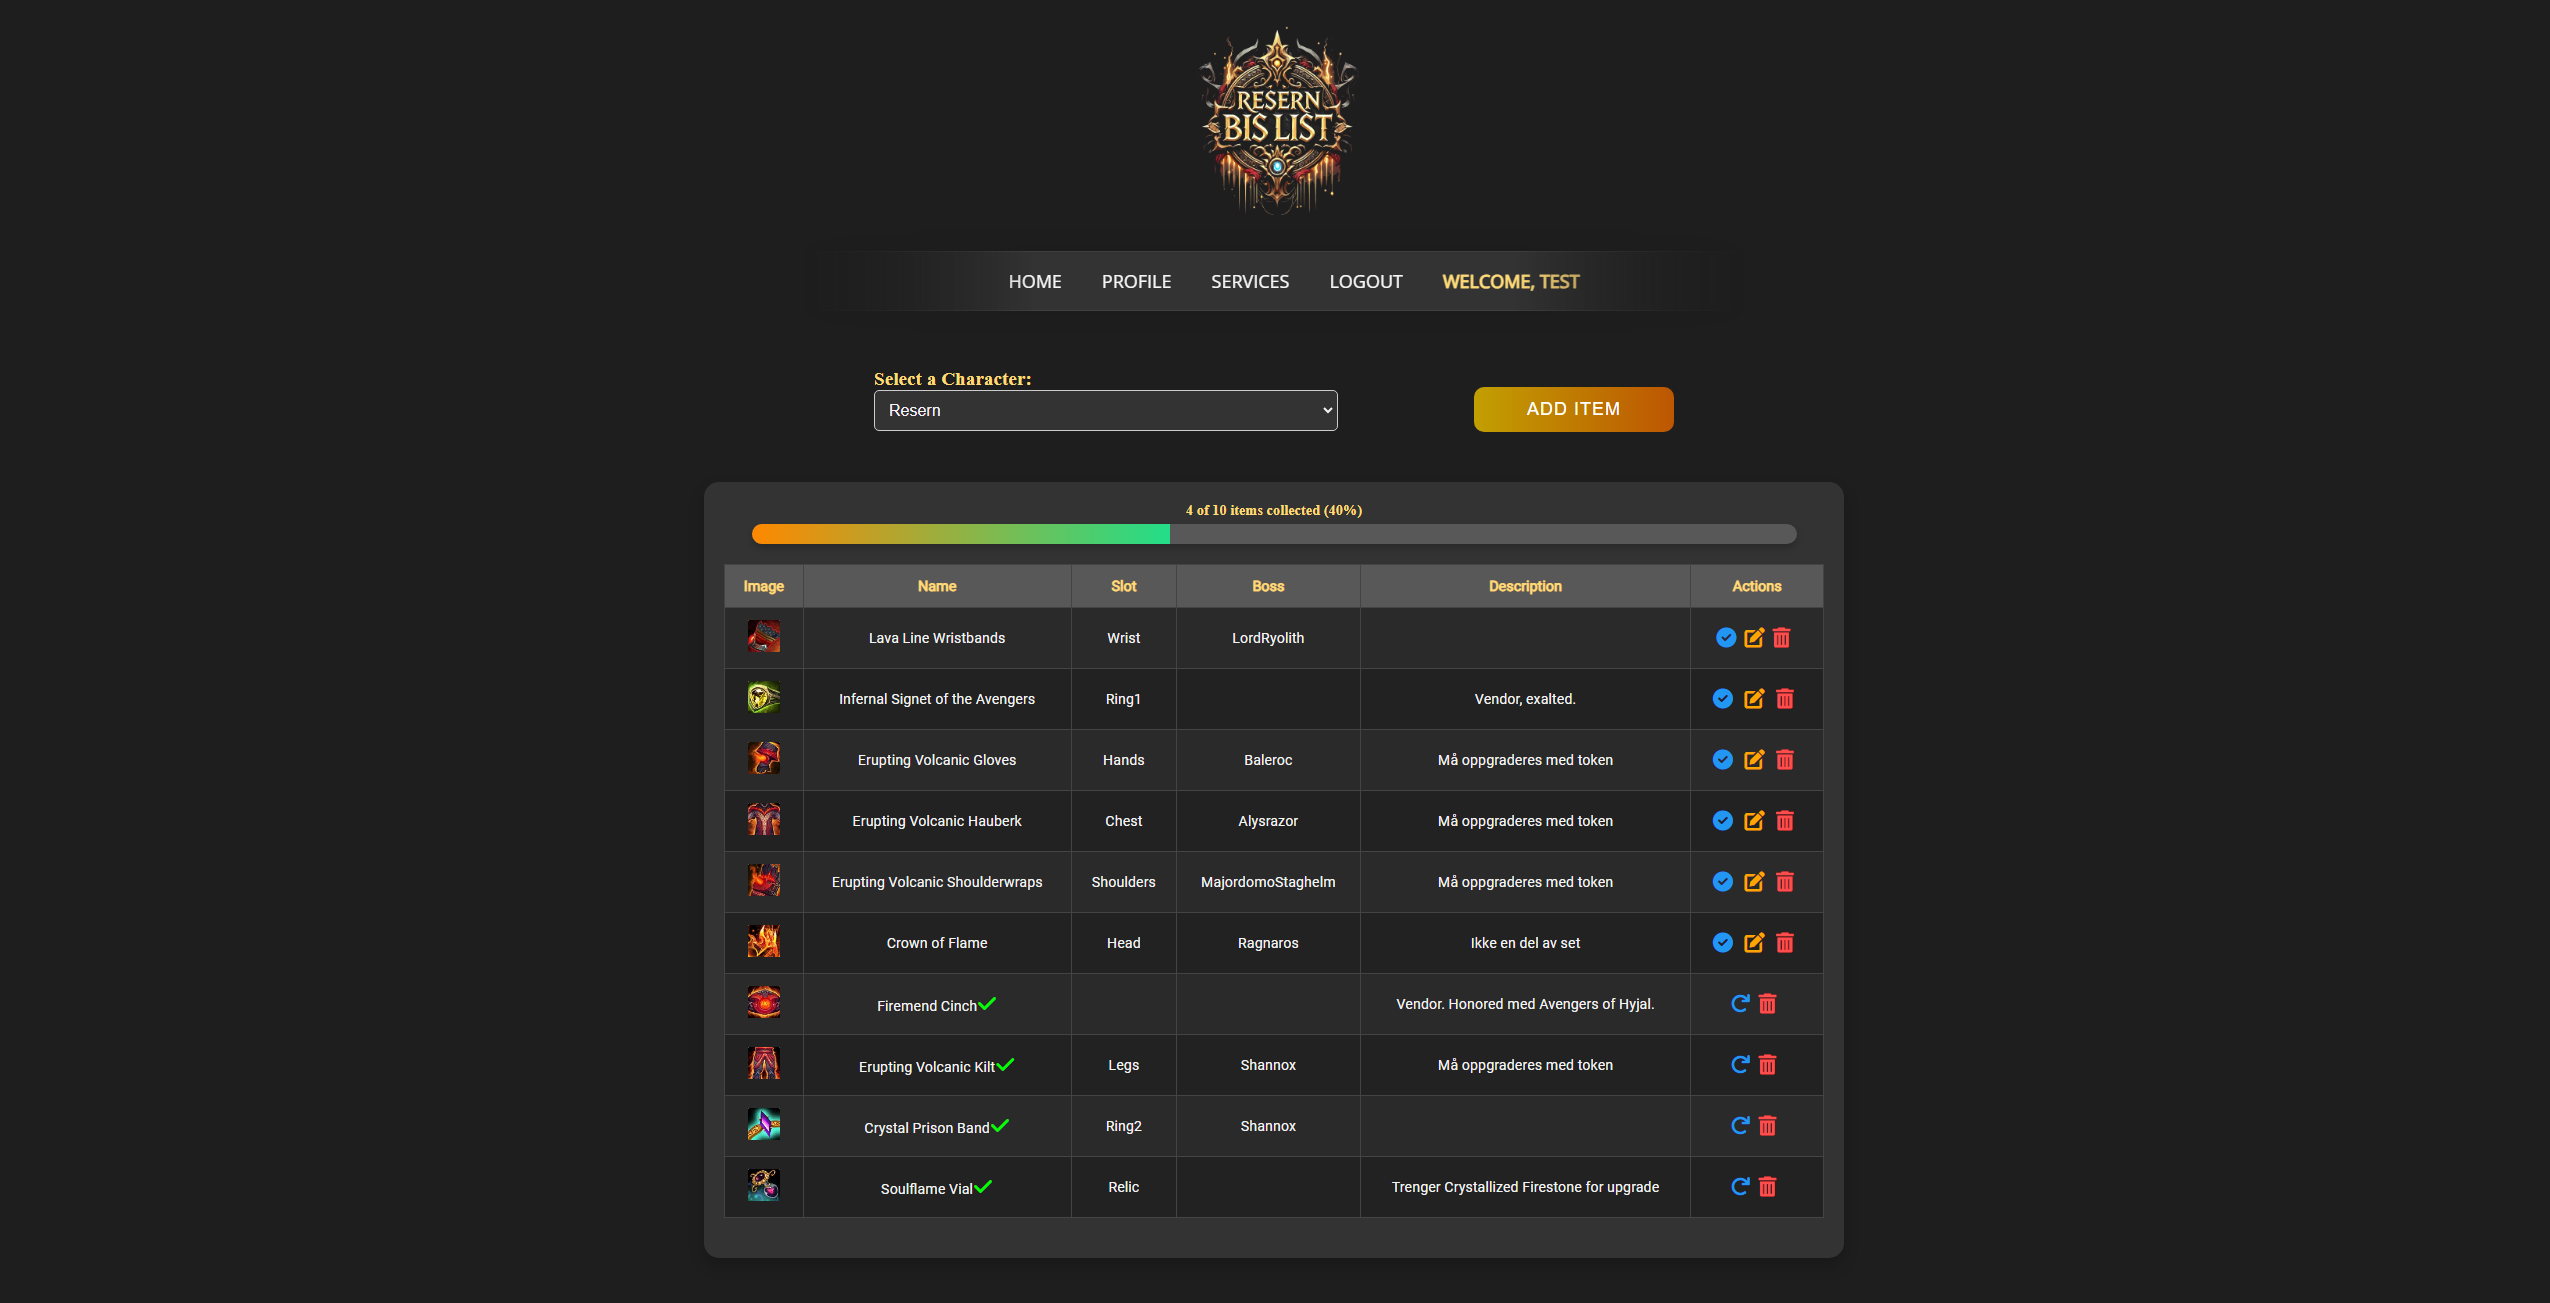 RESERN
BIS LIST
HOME PROFILE SERVICES LOGOUT WELCOME, TEST
Select a Character:
Resern
ADD ITEM
4 of 10 items collected (40%)
Image Name Slot Boss Description Actions
Lava Line Wristbands Wrist LordRyolith
Infernal Signet of the Avengers Ring1 Vendor, exalted.
Erupting Volcanic Gloves Hands Baleroc Må oppgraderes med token
Erupting Volcanic Hauberk Chest Alysrazor Må oppgraderes med token
Erupting Volcanic Shoulderwraps Shoulders MajordomoStaghelm Må oppgraderes med token
Crown of Flame Head Ragnaros Ikke en del av set
Firemend Cinch Vendor. Honored med Avengers of Hyjal.
Erupting Volcanic Kilt Legs Shannox Må oppgraderes med token
Crystal Prison Band Ring2 Shannox
Soulflame Vial Relic Trenger Crystallized Firestone for upgrade